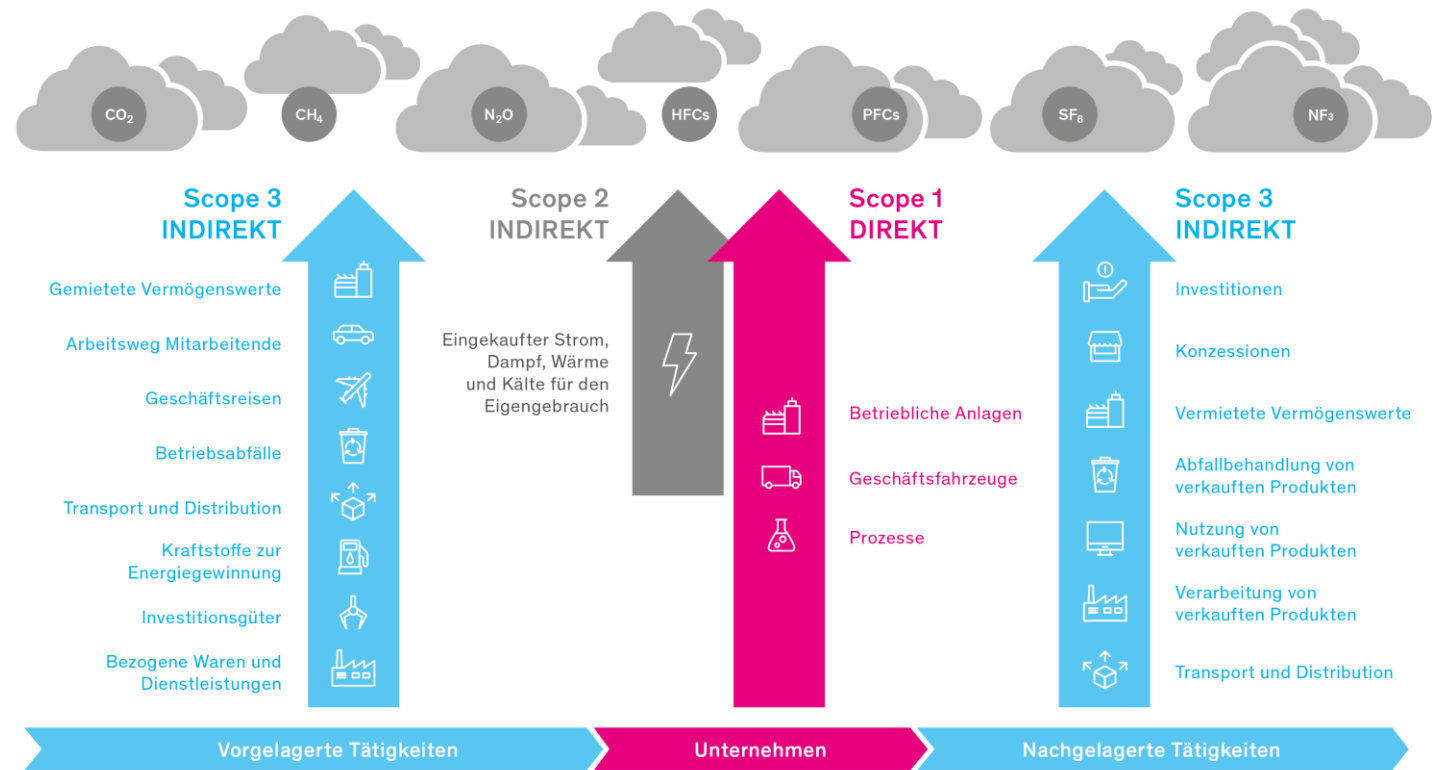 CO₂
CH₄
N₂O
HFCs
PFCs
SF₆
NF₃
Scope 3
INDIREKT
Gemietete Vermögenswerte
Arbeitsweg Mitarbeitende
Geschäftsreisen
Betriebsabfälle
Transport und Distribution
Kraftstoffe zur
Energiegewinnung
Investitionsgüter
Bezogene Waren und
Dienstleistungen
Scope 2
INDIREKT
Eingekaufter Strom,
Dampf, Wärme
und Kälte für den
Eigengebrauch
Scope 1
DIREKT
Betriebliche Anlagen
Geschäftsfahrzeuge
Prozesse
Scope 3
INDIREKT
Investitionen
Konzessionen
Vermietete Vermögenswerte
Abfallbehandlung von
verkauften Produkten
Nutzung von
verkauften Produkten
Verarbeitung von
verkauften Produkten
Transport und Distribution
Vorgelagerte Tätigkeiten
Unternehmen
Nachgelagerte Tätigkeiten